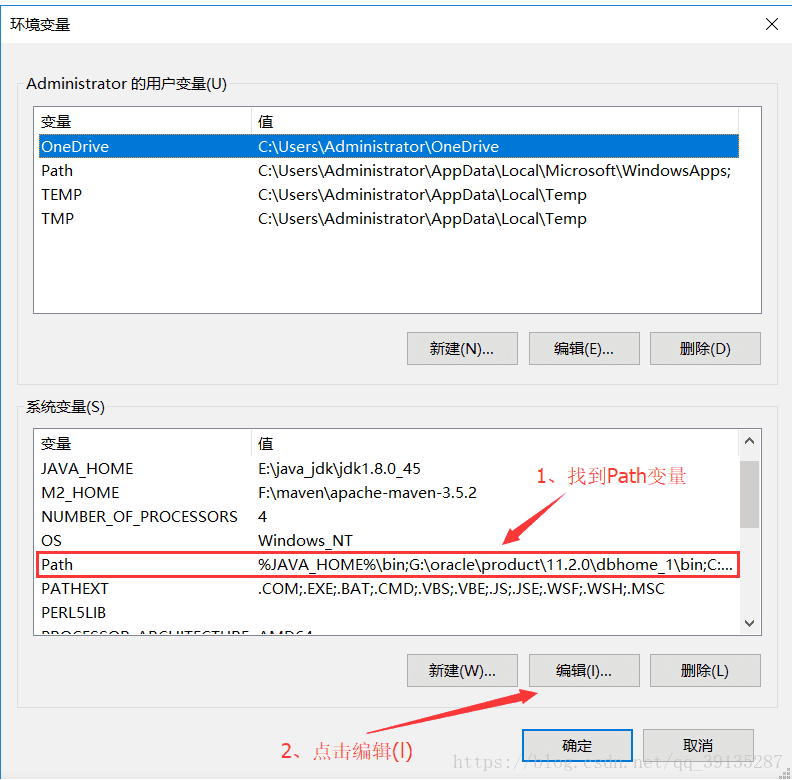 环境变量
Administrator 的用户变量(U)
变量 值
OneDrive C:\Users\Administrator\OneDrive
Path C:\Users\Administrator\AppData\Local\Microsoft\WindowsApps;
TEMP C:\Users\Administrator\AppData\Local\Temp
TMP C:\Users\Administrator\AppData\Local\Temp
新建(N)... 编辑(E)... 删除(D)
系统变量(S)
变量 值
JAVA_HOME E:\java_jdk\jdk1.8.0_45
1、找到Path变量
M2_HOME F:\maven\apache-maven-3.5.2
NUMBER_OF_PROCESSORS 4
OS Windows_NT
Path %JAVA_HOME%\bin;G:\oracle\product\11.2.0\dbhome_1\bin;C:...
PATHEXT .COM;.EXE;.BAT;.CMD;.VBS;.VBE;.JS;.JSE;.WSF;.WSH;.MSC
PERL5LIB
PROCESSOR_ARCHITECTURE AMD64
新建(W)... 编辑(I)... 删除(L)
2、点击编辑(I)
确定 取消
https://blog.csdn.net/qq_39135287